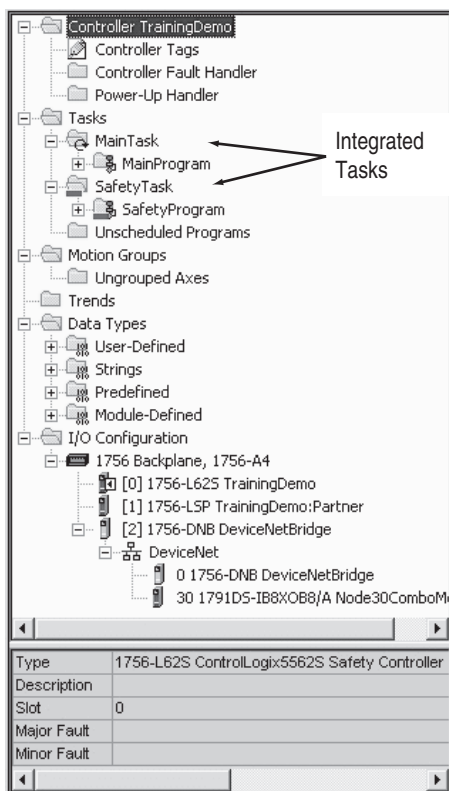 Controller TrainingDemo
Controller Tags
Controller Fault Handler
Power-Up Handler
Tasks
MainTask
MainProgram
SafetyTask
SafetyProgram
Unscheduled Programs
Integrated
Tasks
Motion Groups
Ungrouped Axes
Trends
Data Types
User-Defined
Strings
Predefined
Module-Defined
I/O Configuration
1756 Backplane, 1756-A4
[0] 1756-L62S TrainingDemo
[1] 1756-LSP TrainingDemo:Partner
[2] 1756-DNB DeviceNetBridge
DeviceNet
0 1756-DNB DeviceNetBridge
30 1791DS-IB8XOB8/A Node30ComboMo
Type 1756-L62S ControlLogix5562S Safety Controller
Description
Slot 0
Major Fault
Minor Fault